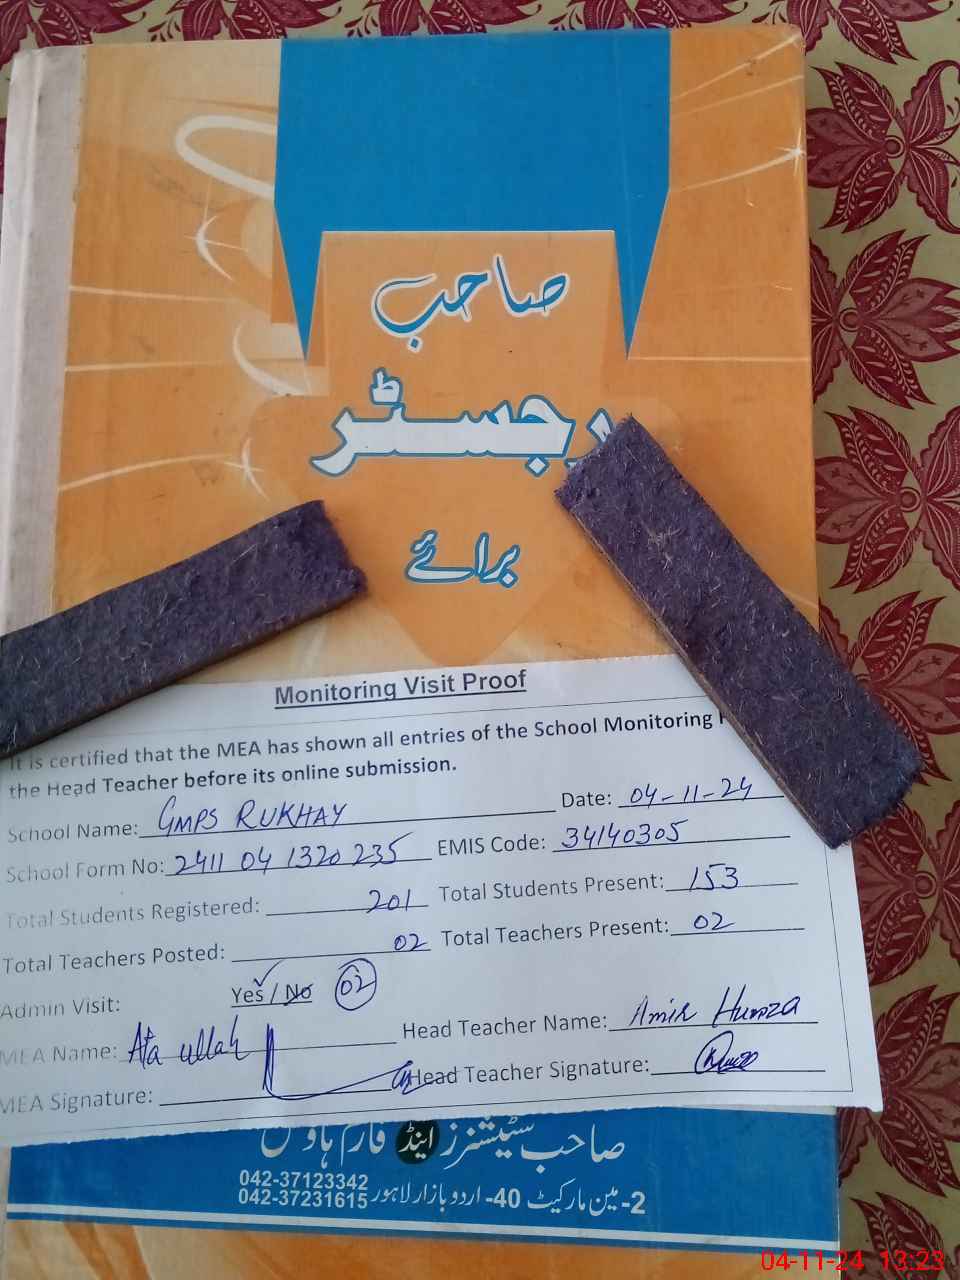 صاحب
رجسٹر
برائے
Monitoring Visit Proof
It is certified that the MEA has shown all entries of the School Monitoring
the Head Teacher before its online submission.
School Name: GMPS RUKHAY Date: 04-11-24
School Form No: 2411 04 1320 235 EMIS Code: 34140305
Total Students Registered: 201 Total Students Present: 153
Total Teachers Posted: 02 Total Teachers Present: 02
Admin Visit: Yes / No 02
MEA Name: Atta ullah Head Teacher Name: Amir Humza
MEA Signature: Head Teacher Signature:
صاحب سٹیشنرز اینڈ فارم ہاؤس
042-37123342
042-37231615
2- مین مارکیٹ 40- اردو بازار لاہور
04-11-24 13:23